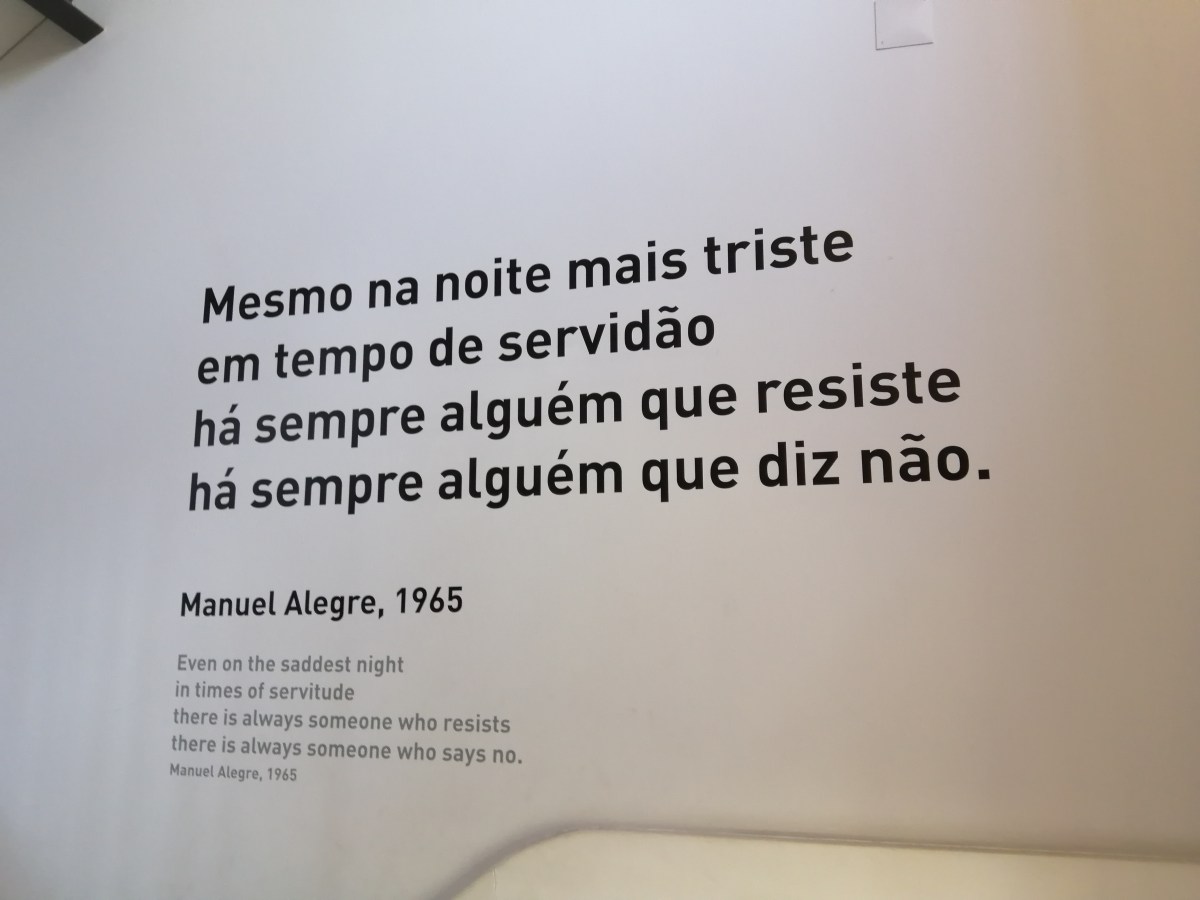 Mesmo na noite mais triste
em tempo de servidão
há sempre alguém que resiste
há sempre alguém que diz não.
Manuel Alegre, 1965
Even on the saddest night
in times of servitude
there is always someone who resists
there is always someone who says no.
Manuel Alegre, 1965